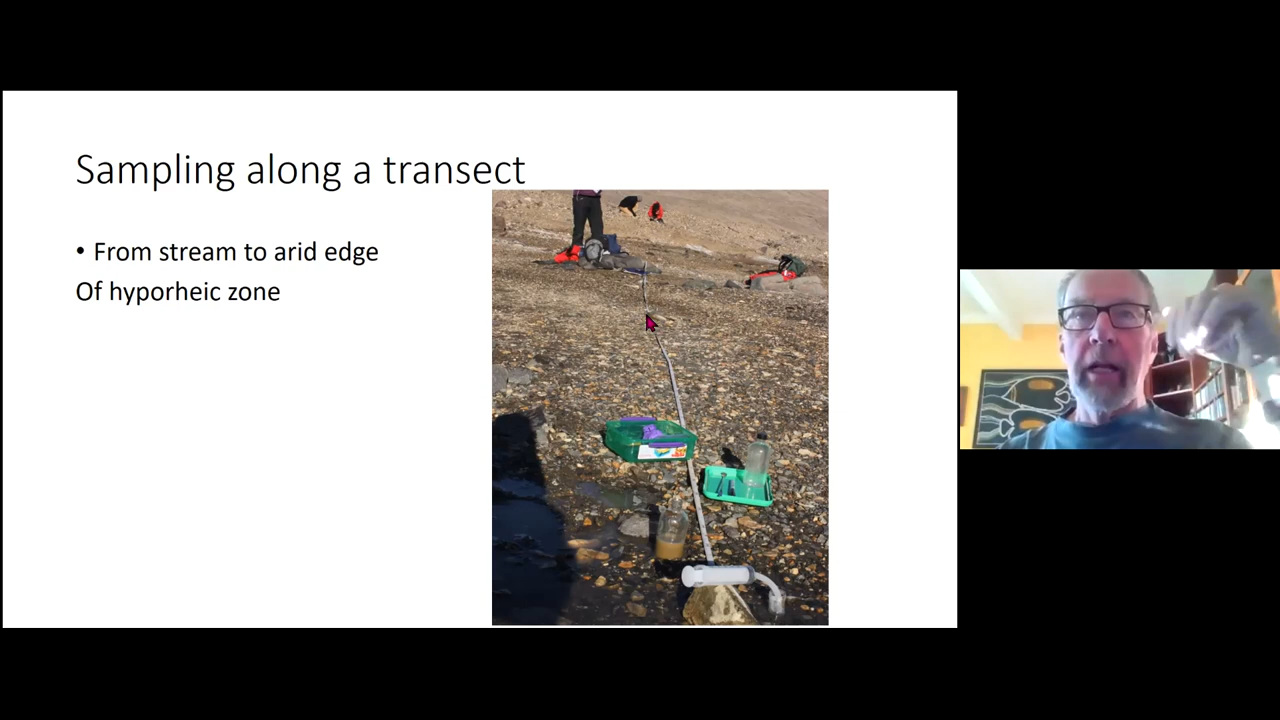 Sampling along a transect
• From stream to arid edge
Of hyporheic zone